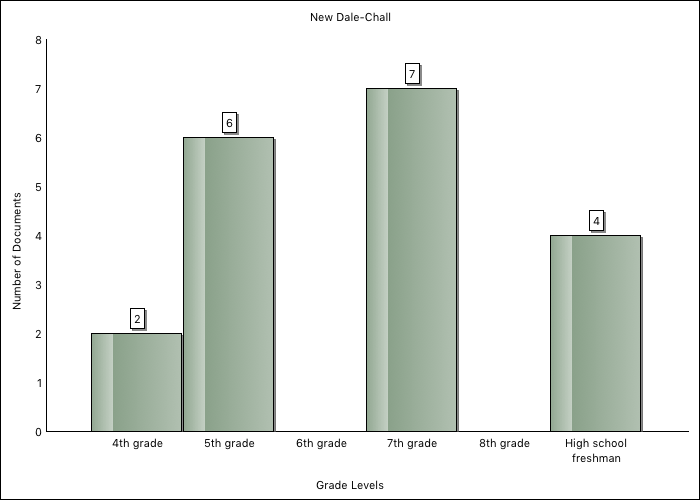 New Dale-Chall
8
7
6
5
4
3
2
1
0
Number of Documents
2
6
7
4
4th grade
5th grade
6th grade
7th grade
8th grade
High school
freshman
Grade Levels